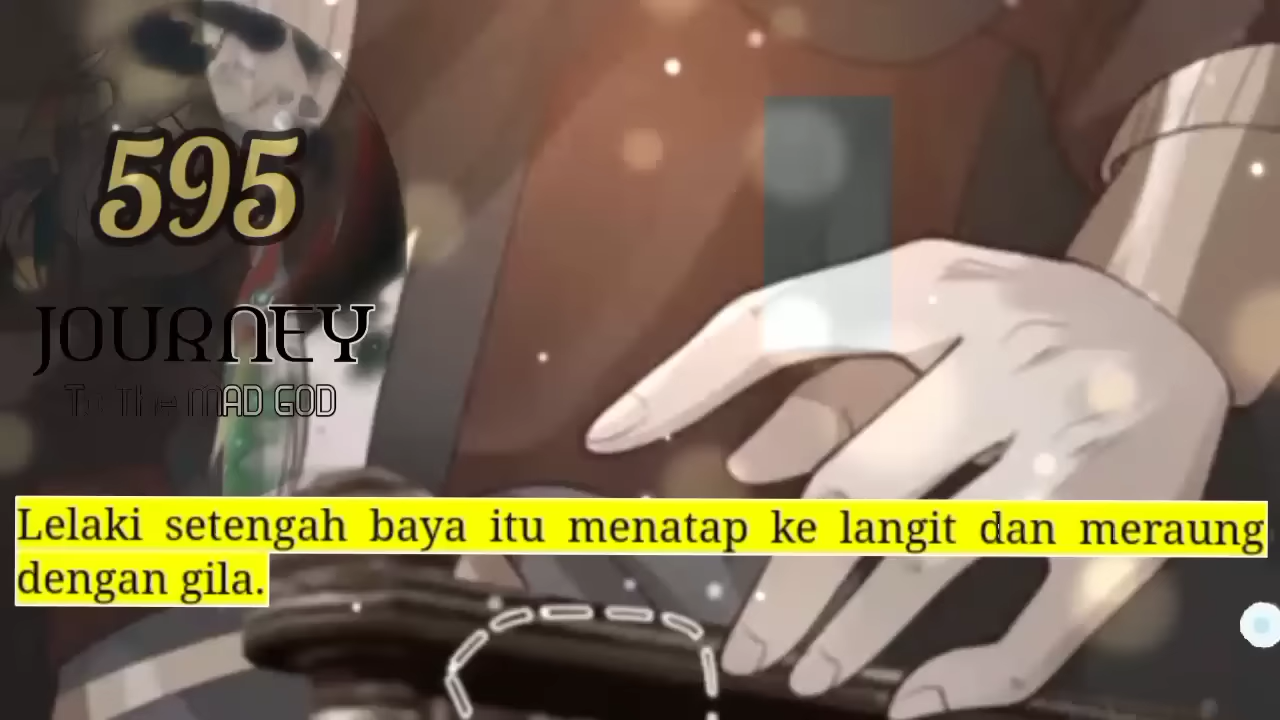 595
JOURNEY
To The MAD GOD
Lelaki setengah baya itu menatap ke langit dan meraung
dengan gila.